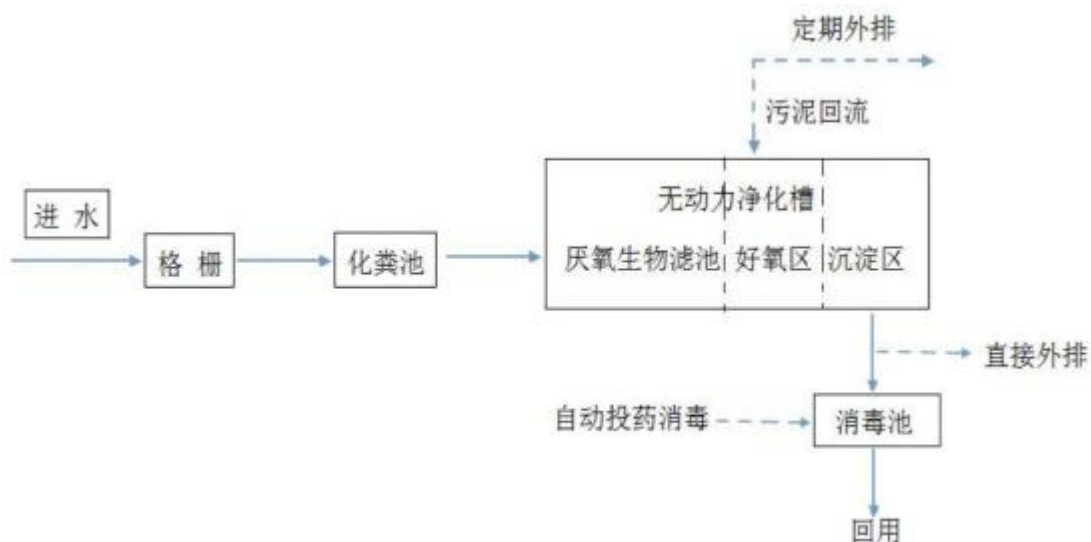 定期外排
污泥回流
无动力净化槽
进 水
格 栅
化粪池
厌氧生物滤池 好氧区 沉淀区
直接外排
自动投药消毒
消毒池
回用